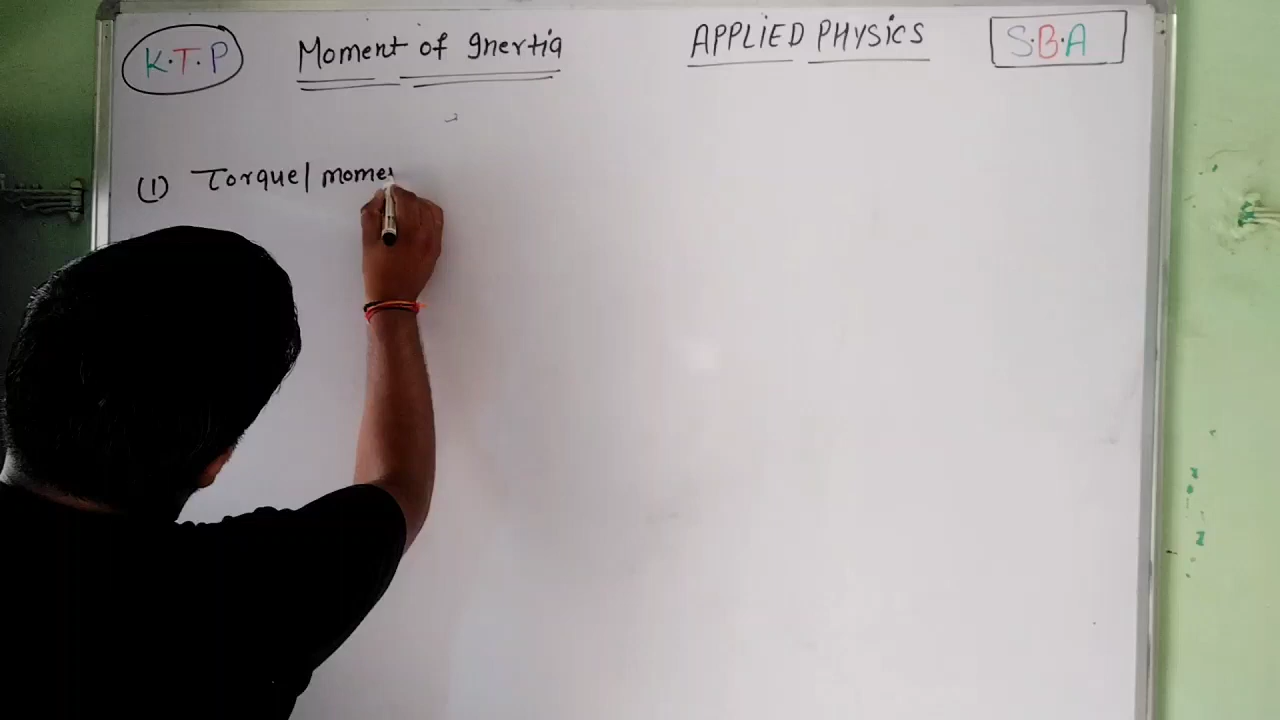 K.T.P Moment of Inertia APPLIED PHYSICS S.B.A
(1) Torque/mome